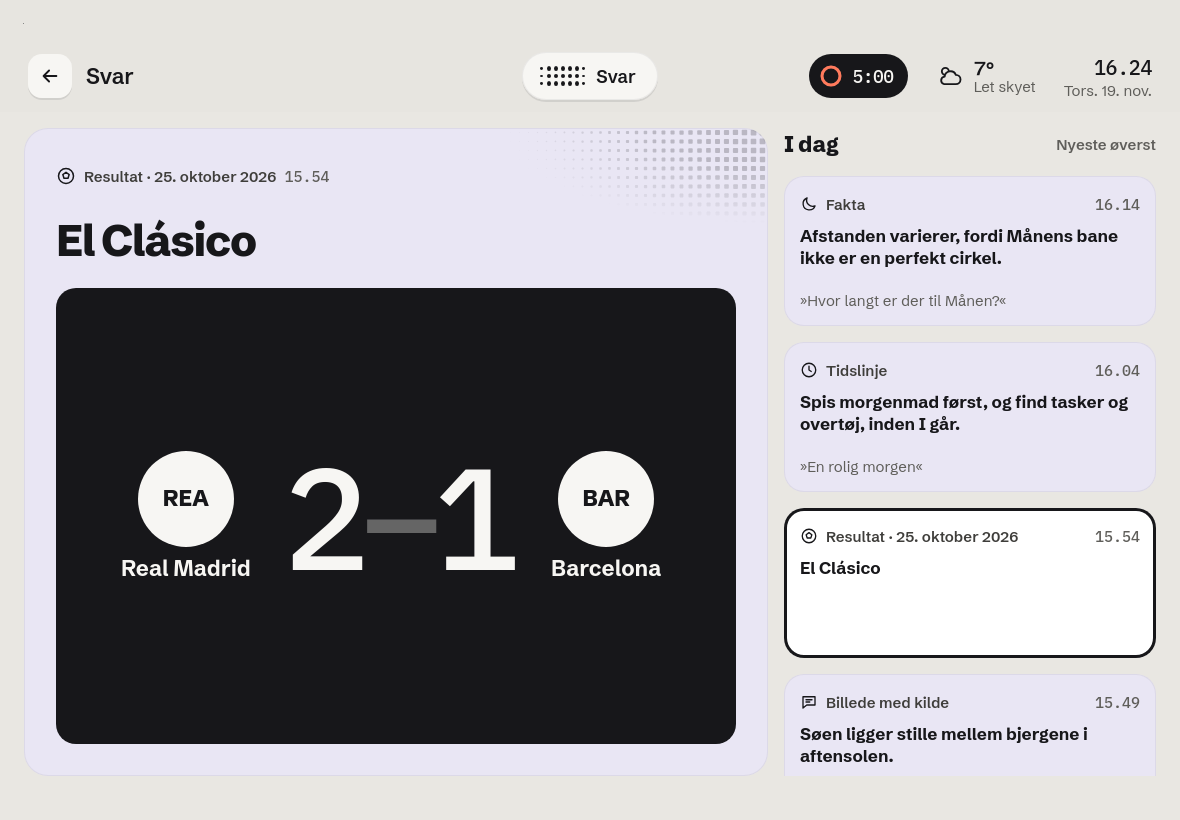 Svar
Svar
5:00
7°
Let skyet
16.24
Tors. 19. nov.
Resultat · 25. oktober 2026 15.54
El Clásico
REA
Real Madrid
2–1
BAR
Barcelona
I dag
Nyeste øverst
Fakta 16.14
Afstanden varierer, fordi Månens bane
ikke er en perfekt cirkel.
»Hvor langt er der til Månen?«
Tidslinje 16.04
Spis morgenmad først, og find tasker og
overtøj, inden I går.
»En rolig morgen«
Resultat · 25. oktober 2026 15.54
El Clásico
Billede med kilde 15.49
Søen ligger stille mellem bjergene i
aftensolen.